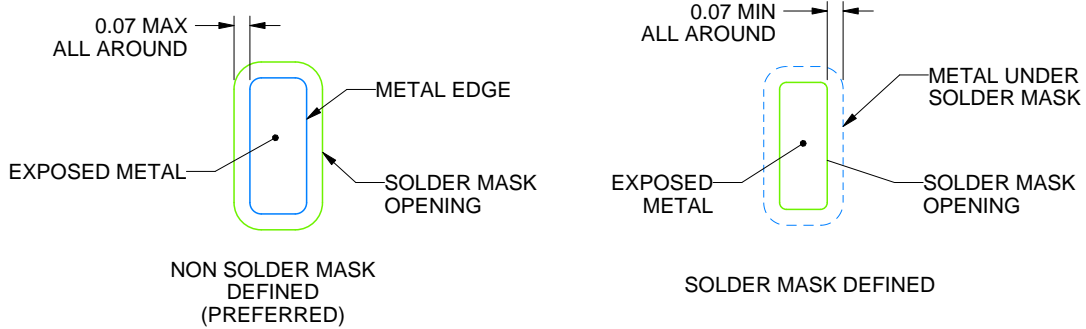 0.07 MAX
ALL AROUND
METAL EDGE
EXPOSED METAL
SOLDER MASK
OPENING
NON SOLDER MASK
DEFINED
(PREFERRED)
0.07 MIN
ALL AROUND
METAL UNDER
SOLDER MASK
EXPOSED
METAL
SOLDER MASK
OPENING
SOLDER MASK DEFINED